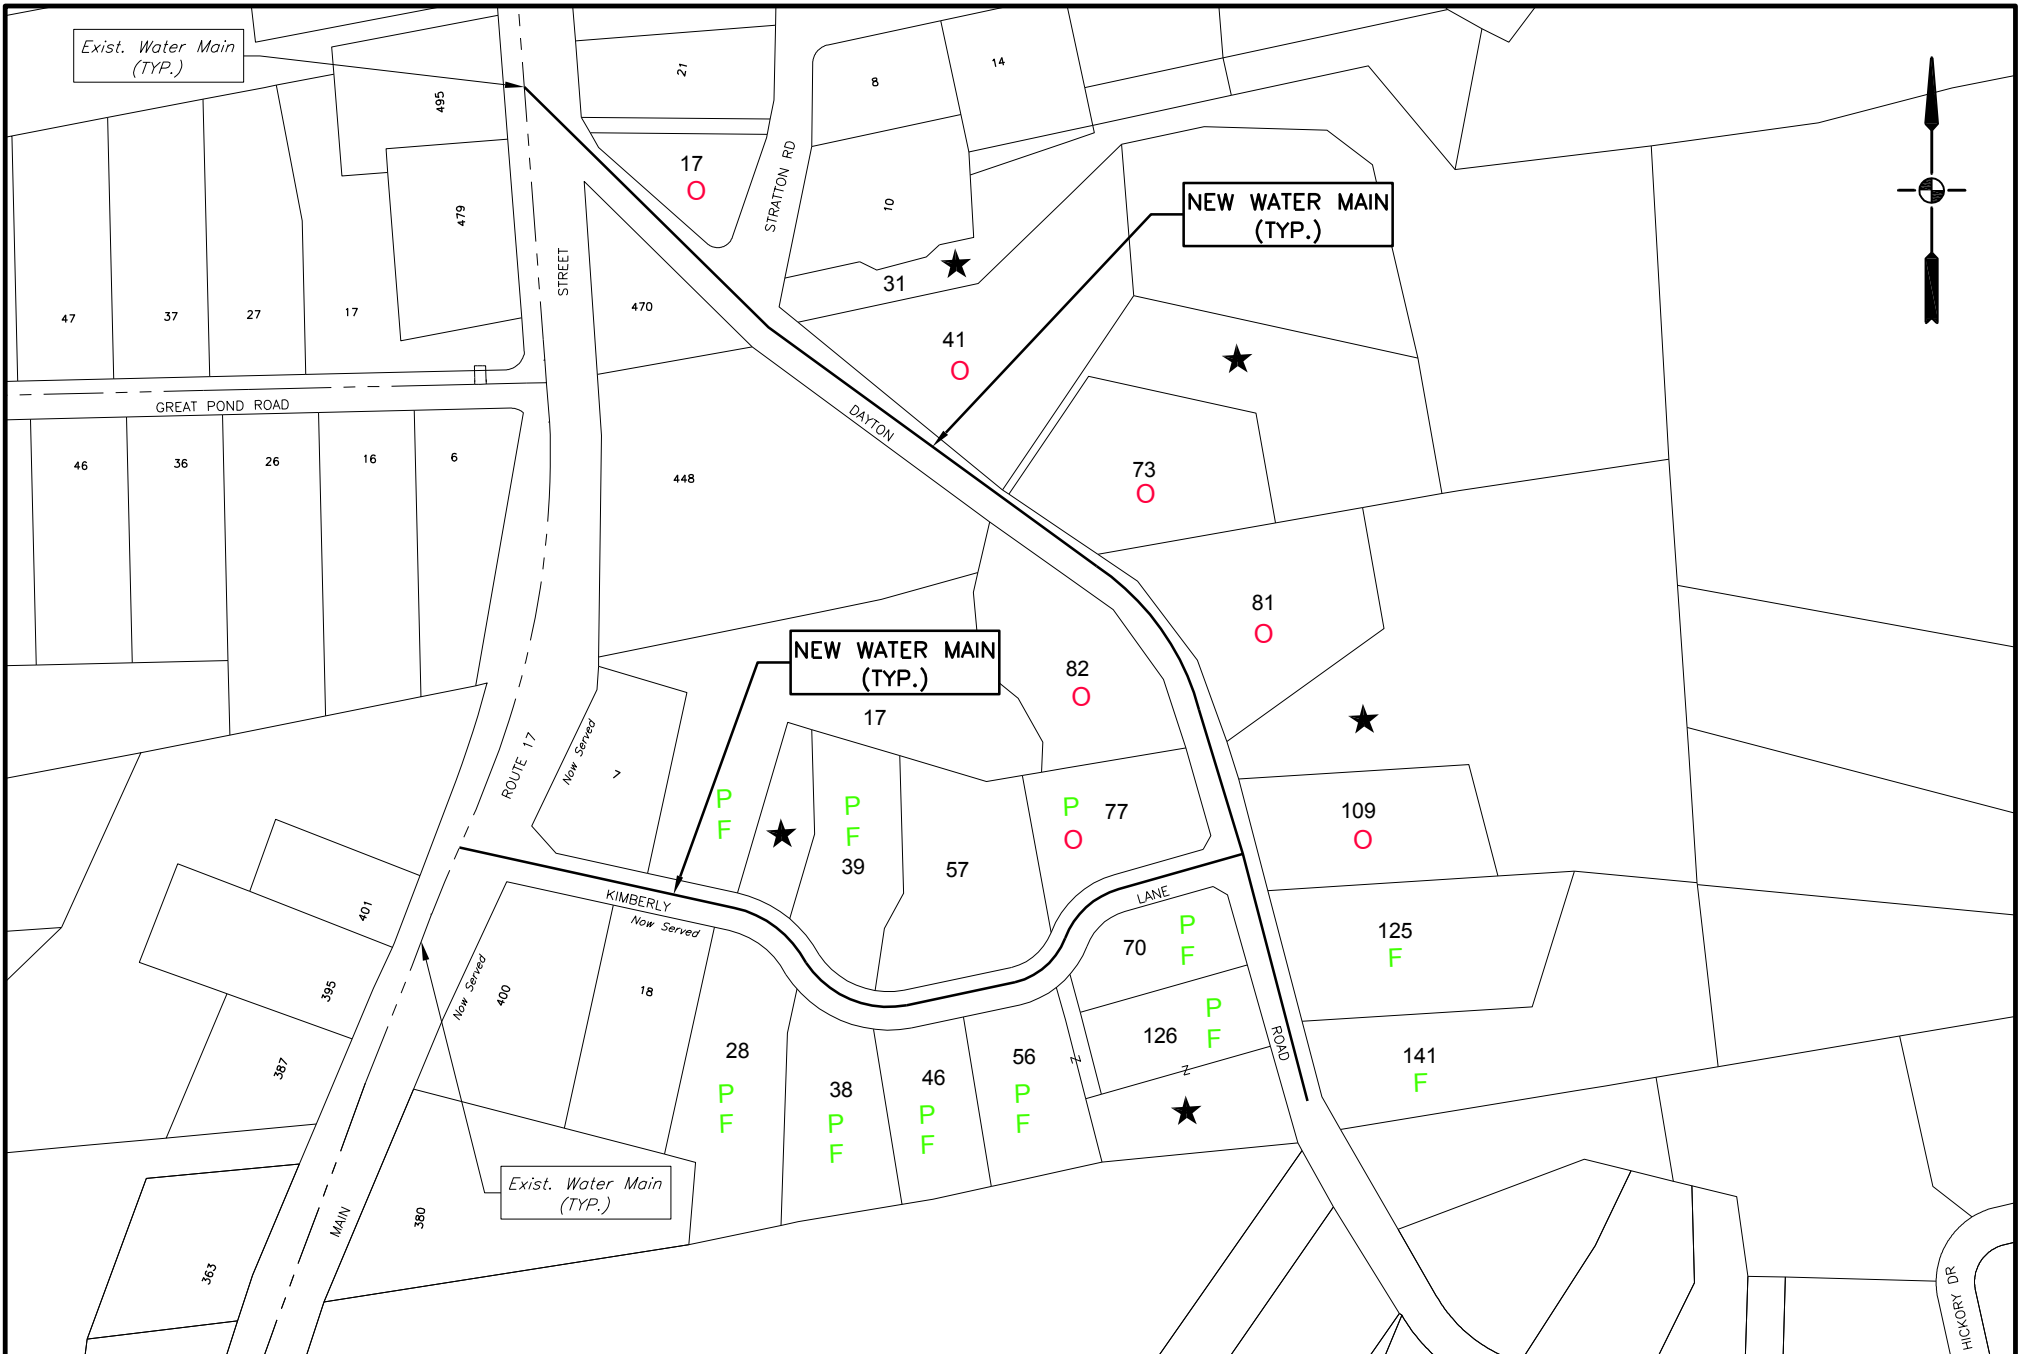 Exist. Water Main
(TYP.)
495
21
8
14
17
O
STRATTON RD
10
NEW WATER MAIN
(TYP.)
479
STREET
31
47
37
27
17
470
41
O
GREAT POND ROAD
DAYTON
46
36
26
16
6
448
73
O
81
O
NEW WATER MAIN
(TYP.)
82
O
17
Now Served
ROUTE 17
7
P
F
P
F
39
57
P
77
O
109
O
KIMBERLY
Now Served
LANE
401
395
Now Served
400
18
70
P
F
125
F
387
28
P
F
38
P
F
46
P
F
56
P
F
Z
126
P
F
Z
ROAD
141
F
Exist. Water Main
(TYP.)
MAIN
380
363
HICKORY DR